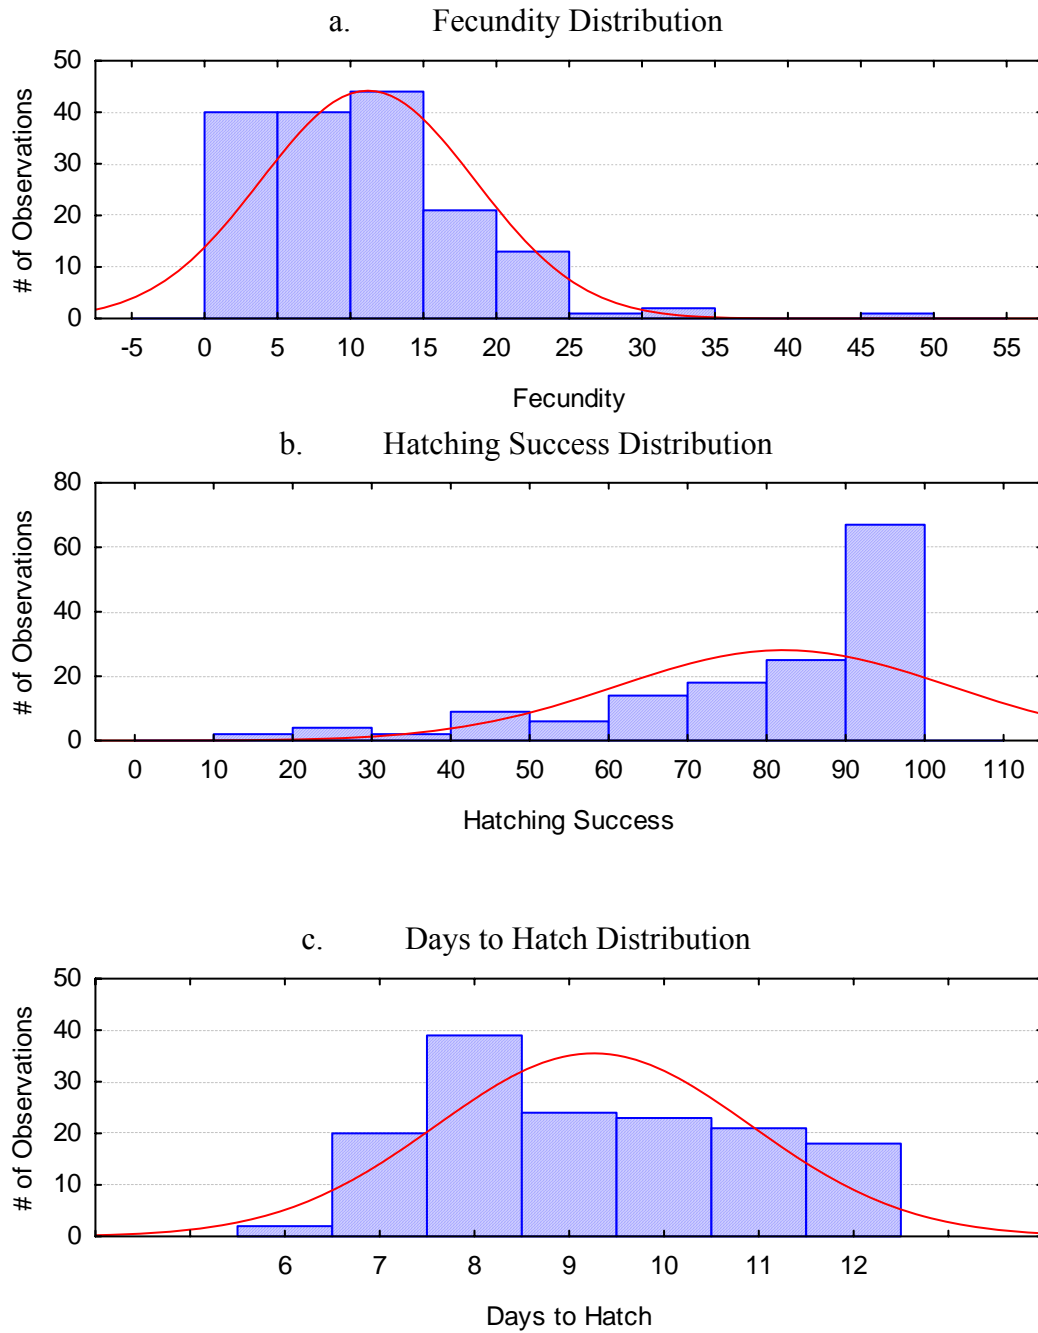 a. Fecundity Distribution
50
40
30
20
10
0
# of Observations
-5 0 5 10 15 20 25 30 35 40 45 50 55
Fecundity
b. Hatching Success Distribution
80
60
40
20
0
# of Observations
0 10 20 30 40 50 60 70 80 90 100 110
Hatching Success
c. Days to Hatch Distribution
50
40
30
20
10
0
# of Observations
6 7 8 9 10 11 12
Days to Hatch